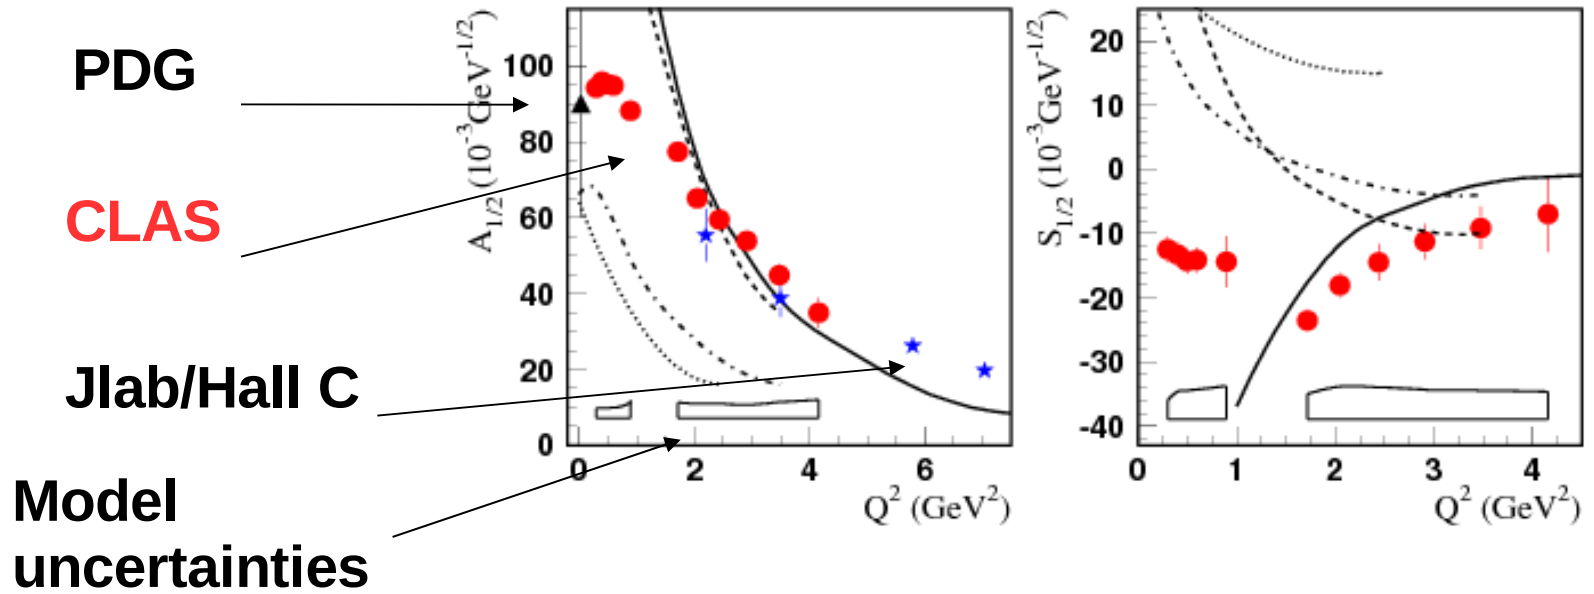 PDG
CLAS
Jlab/Hall C
Model
uncertainties
A1/2 (10-3GeV-1/2)
100
80
60
40
20
0
0 2 4 6
Q2 (GeV2)
S1/2 (10-3GeV-1/2)
20
10
0
-10
-20
-30
-40
0 1 2 3 4
Q2 (GeV2)